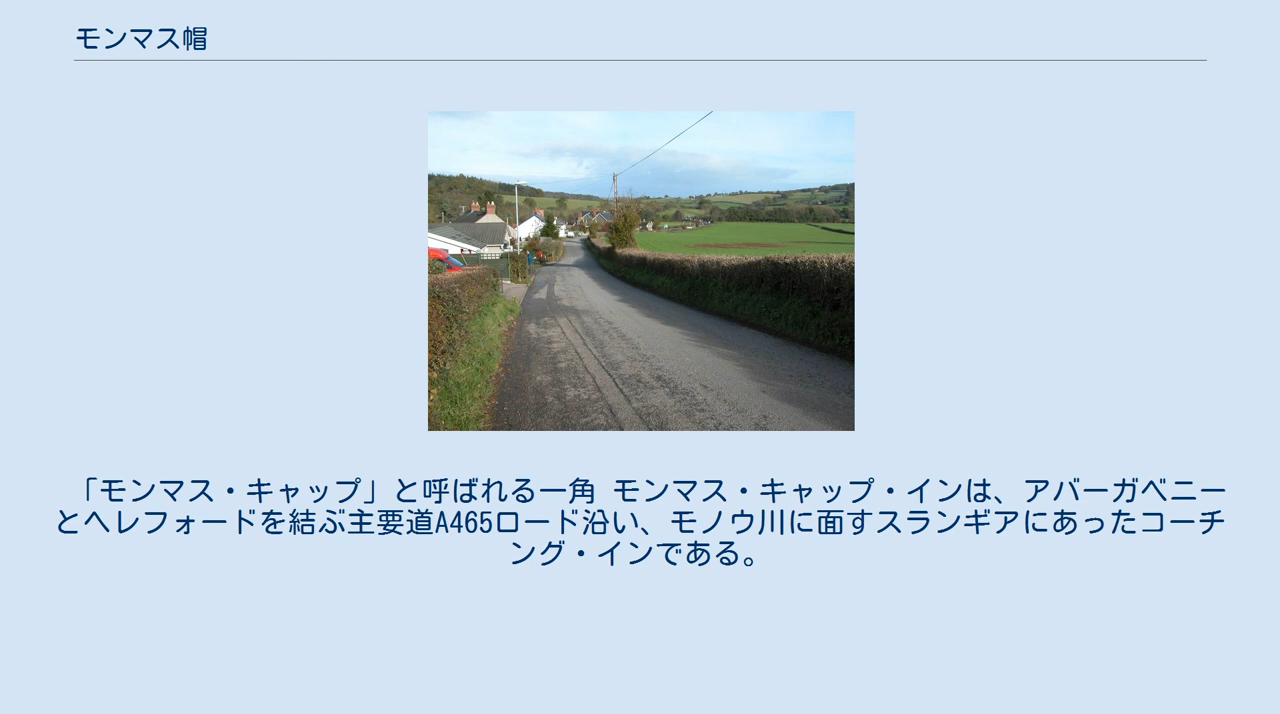 モンマス帽
「モンマス・キャップ」と呼ばれる一角 モンマス・キャップ・インは、アバーガベニー
とヘレフォードを結ぶ主要道A465ロード沿い、モノウ川に面すスランギアにあったコーチ
ング・インである。